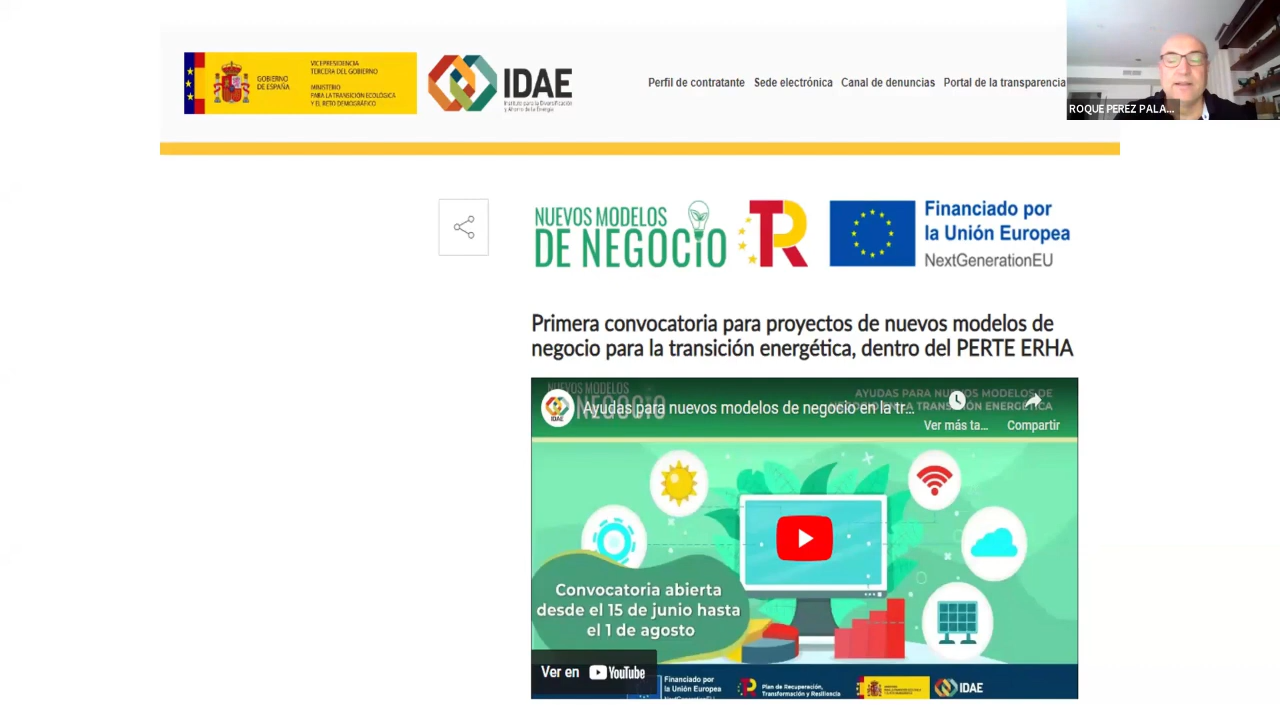 GOBIERNO
DE ESPAÑA
VICEPRESIDENCIA
TERCERA DEL GOBIERNO
MINISTERIO
PARA LA TRANSICIÓN ECOLÓGICA
Y EL RETO DEMOGRÁFICO
IDAE
Instituto para la Diversificación
y Ahorro de la Energía
Perfil de contratante Sede electrónica Canal de denuncias Portal de la transparencia
ROQUE PEREZ PALA...
NUEVOS MODELOS
DE NEGOCIO
TR
Financiado por
la Unión Europea
NextGenerationEU
Primera convocatoria para proyectos de nuevos modelos de
negocio para la transición energética, dentro del PERTE ERHA
NUEVOS MODELOS
NEGOCIO
AYUDAS PARA NUEVOS MODELOS DE
NEGOCIO EN LA TRANSICIÓN ENERGÉTICA
IDAE
Ayudas para nuevos modelos de negocio en la tr...
Ver más ta...
Compartir
Convocatoria abierta
desde el 15 de junio hasta
el 1 de agosto
Ver en YouTube
Financiado por
la Unión Europea
NextGenerationEU
Plan de Recuperación,
Transformación y Resiliencia
IDAE